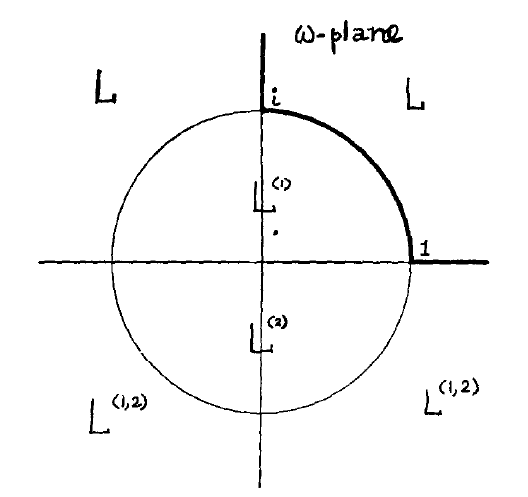 ω-plane
L
L
i
L⁽¹⁾
1
L⁽²⁾
L⁽¹,²⁾
L⁽¹,²⁾